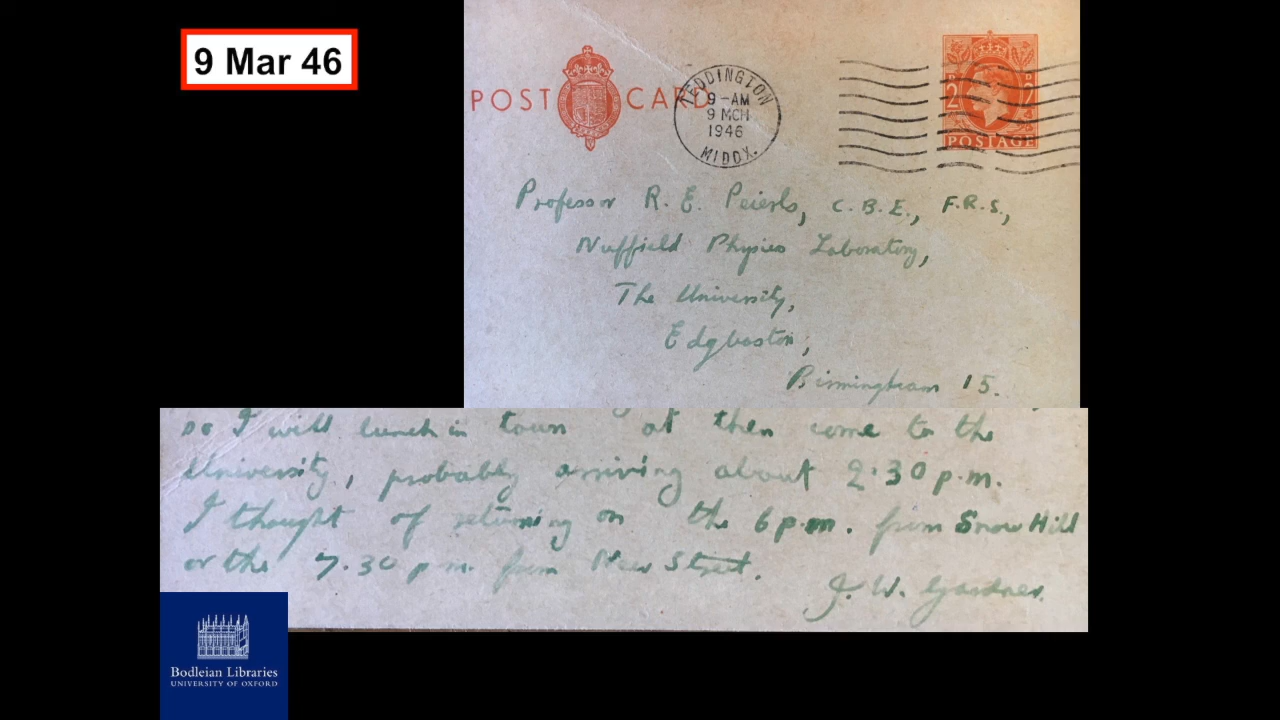 9 Mar 46
POST CARD
TEDDINGTON
9 - AM
9 MCH
1946
MIDDX.
2 D 2 D
POSTAGE
Professor R. E. Peierls, C.B.E., F.R.S.,
Nuffield Physics Laboratory,
The University,
Edgbaston,
Birmingham 15.
so I will lunch in town at then come to the
University, probably arriving about 2.30 p.m.
I thought of returning on the 6 p.m. from Snow Hill
or the 7.30 p.m. from New Street.
J. W. Gardner.
Bodleian Libraries
UNIVERSITY OF OXFORD